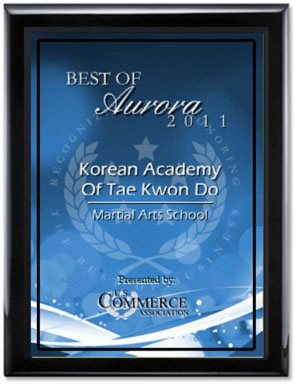 BEST OF
Aurora
2011
Korean Academy
Of Tae Kwon Do
Martial Arts School
Presented by:
U.S.
COMMERCE
ASSOCIATION